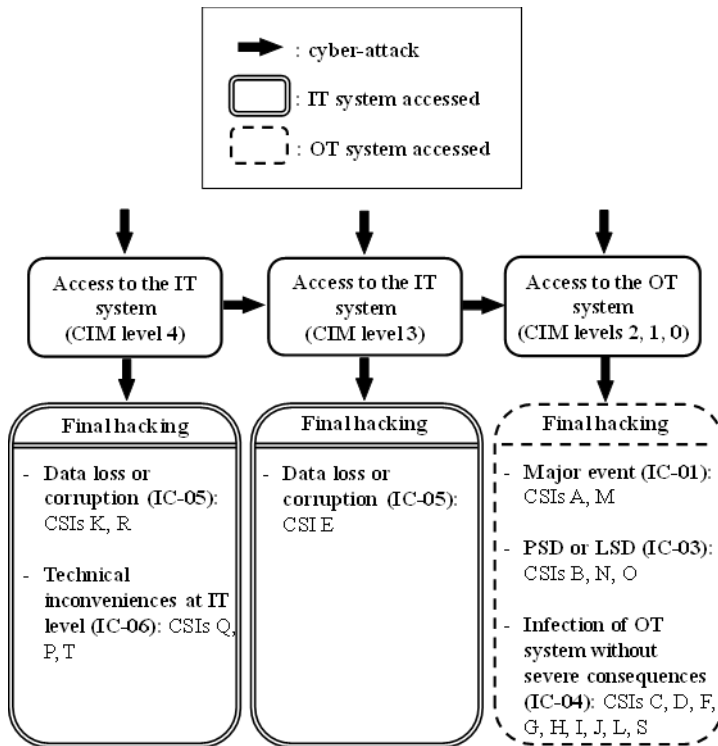 : cyber-attack
: IT system accessed
: OT system accessed
Access to the IT
system
(CIM level 4)
Access to the IT
system
(CIM level 3)
Access to the OT
system
(CIM levels 2, 1, 0)
Final hacking
- Data loss or
corruption (IC-05):
CSIs K, R
- Technical
inconveniences at IT
level (IC-06): CSIs Q,
P, T
Final hacking
- Data loss or
corruption (IC-05):
CSI E
Final hacking
- Major event (IC-01):
CSIs A, M
- PSD or LSD (IC-03):
CSIs B, N, O
- Infection of OT
system without
severe consequences
(IC-04): CSIs C, D, F,
G, H, I, J, L, S